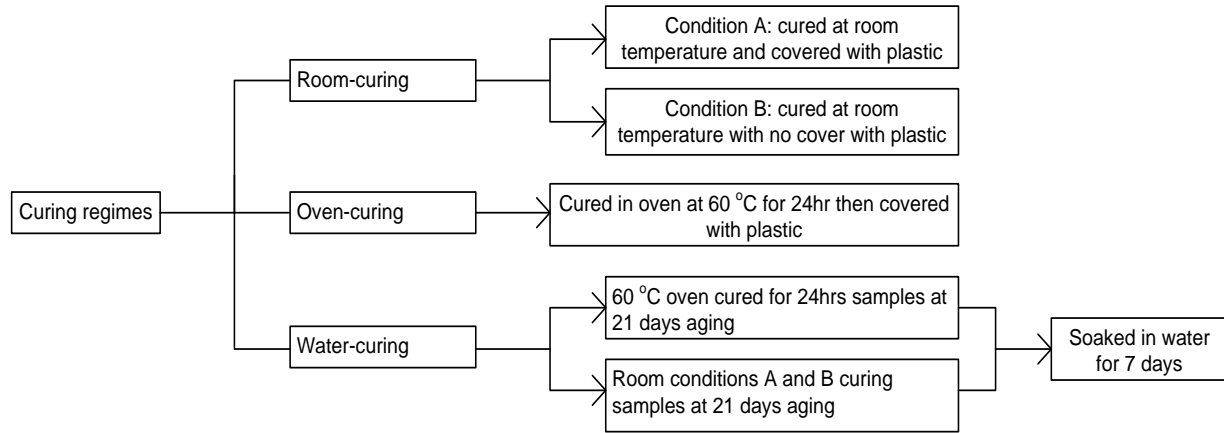 Curing regimes
Room-curing
Condition A: cured at room
temperature and covered with plastic
Condition B: cured at room
temperature with no cover with plastic
Oven-curing
Cured in oven at 60 °C for 24hr then covered
with plastic
Water-curing
60 °C oven cured for 24hrs samples at
21 days aging
Room conditions A and B curing
samples at 21 days aging
Soaked in water
for 7 days